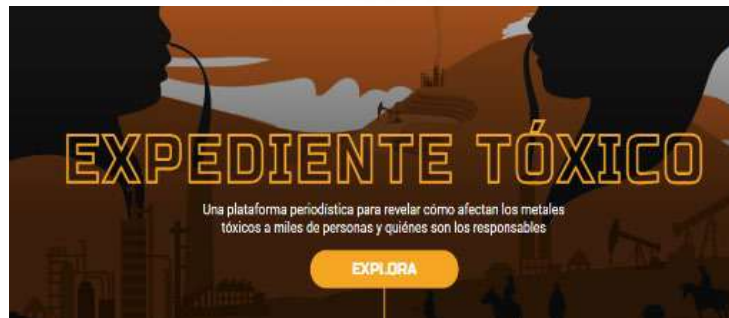 EXPEDIENTE TÓXICO
Una plataforma periodística para revelar cómo afectan los metales
tóxicos a miles de personas y quiénes son los responsables
EXPLORA